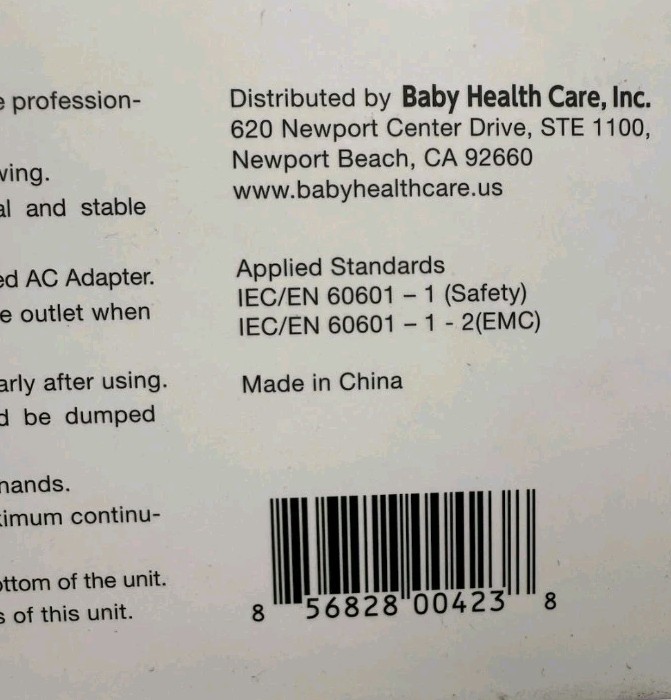 profession-
ving.
al and stable
ed AC Adapter.
e outlet when
arly after using.
d be dumped
hands.
imum continu-
ottom of the unit.
s of this unit.
Distributed by Baby Health Care, Inc.
620 Newport Center Drive, STE 1100,
Newport Beach, CA 92660
www.babyhealthcare.us
Applied Standards
IEC/EN 60601 – 1 (Safety)
IEC/EN 60601 – 1 - 2(EMC)
Made in China
8 56828 00423 8